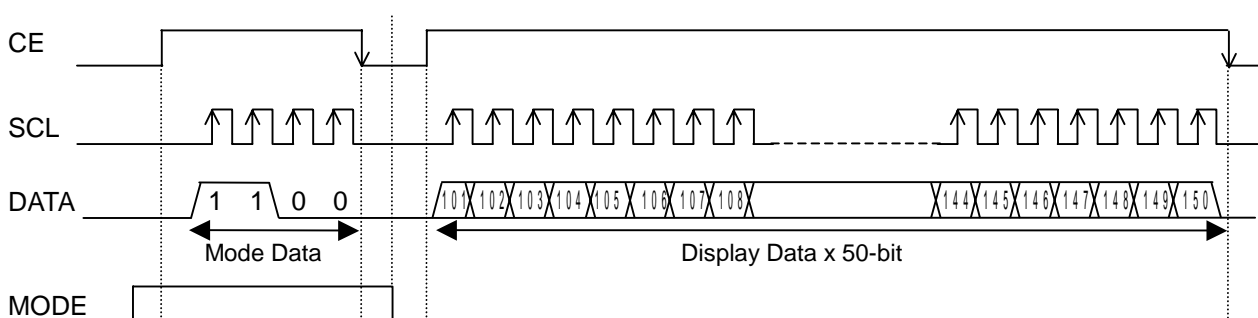 CE
SCL
DATA 1 1 0 0 101 102 103 104 105 106 107 108 144 145 146 147 148 149 150
Mode Data Display Data x 50-bit
MODE